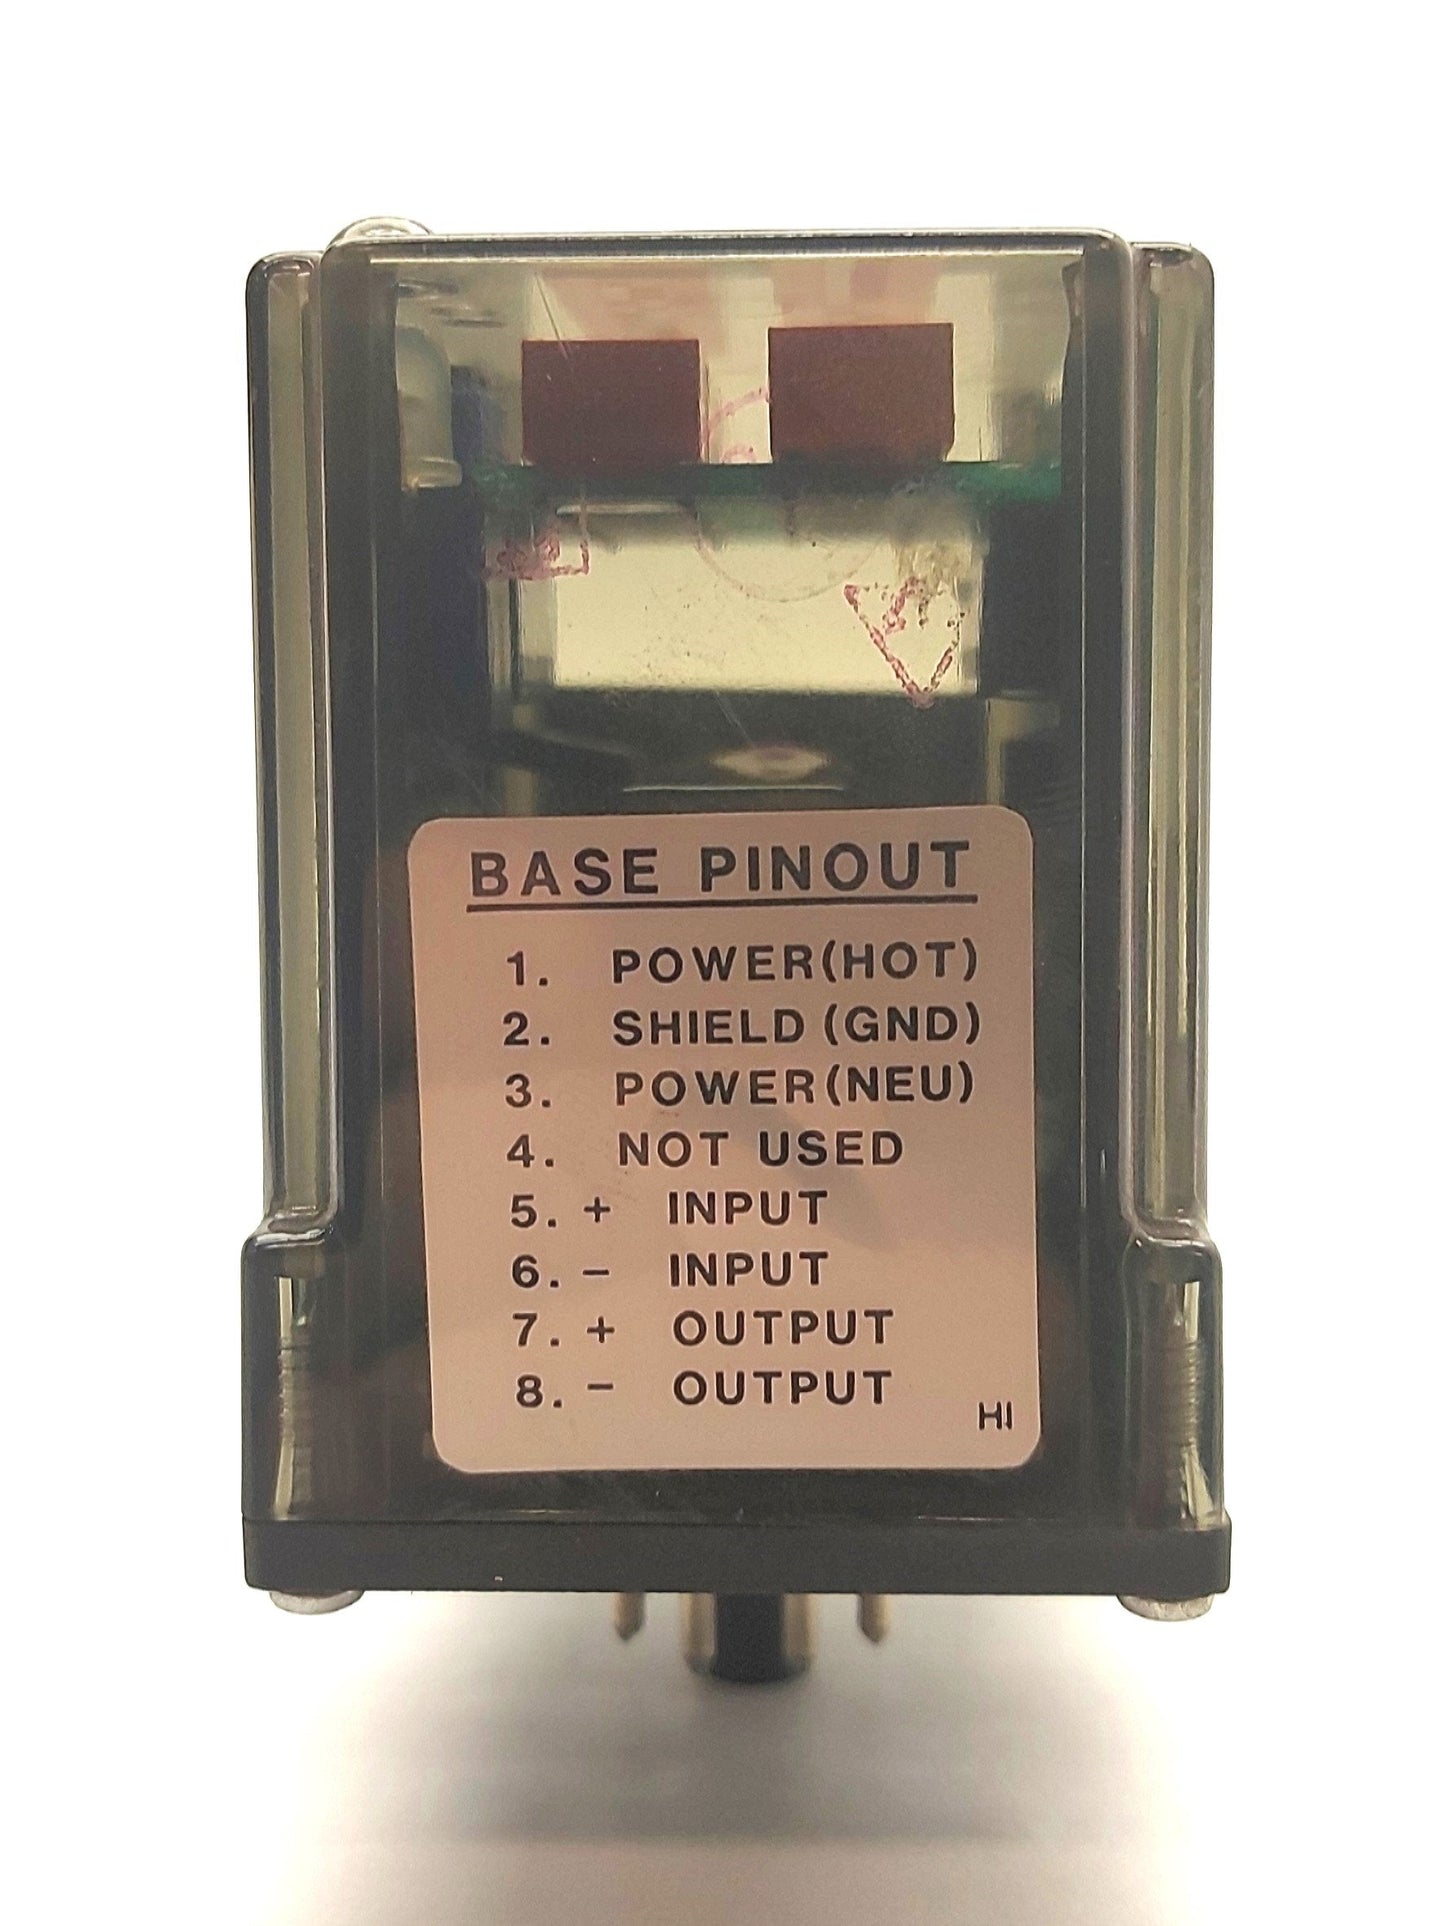 BASE PINOUT
1. POWER(HOT)
2. SHIELD (GND)
3. POWER(NEU)
4. NOT USED
5. + INPUT
6. - INPUT
7. + OUTPUT
8. - OUTPUT
HI